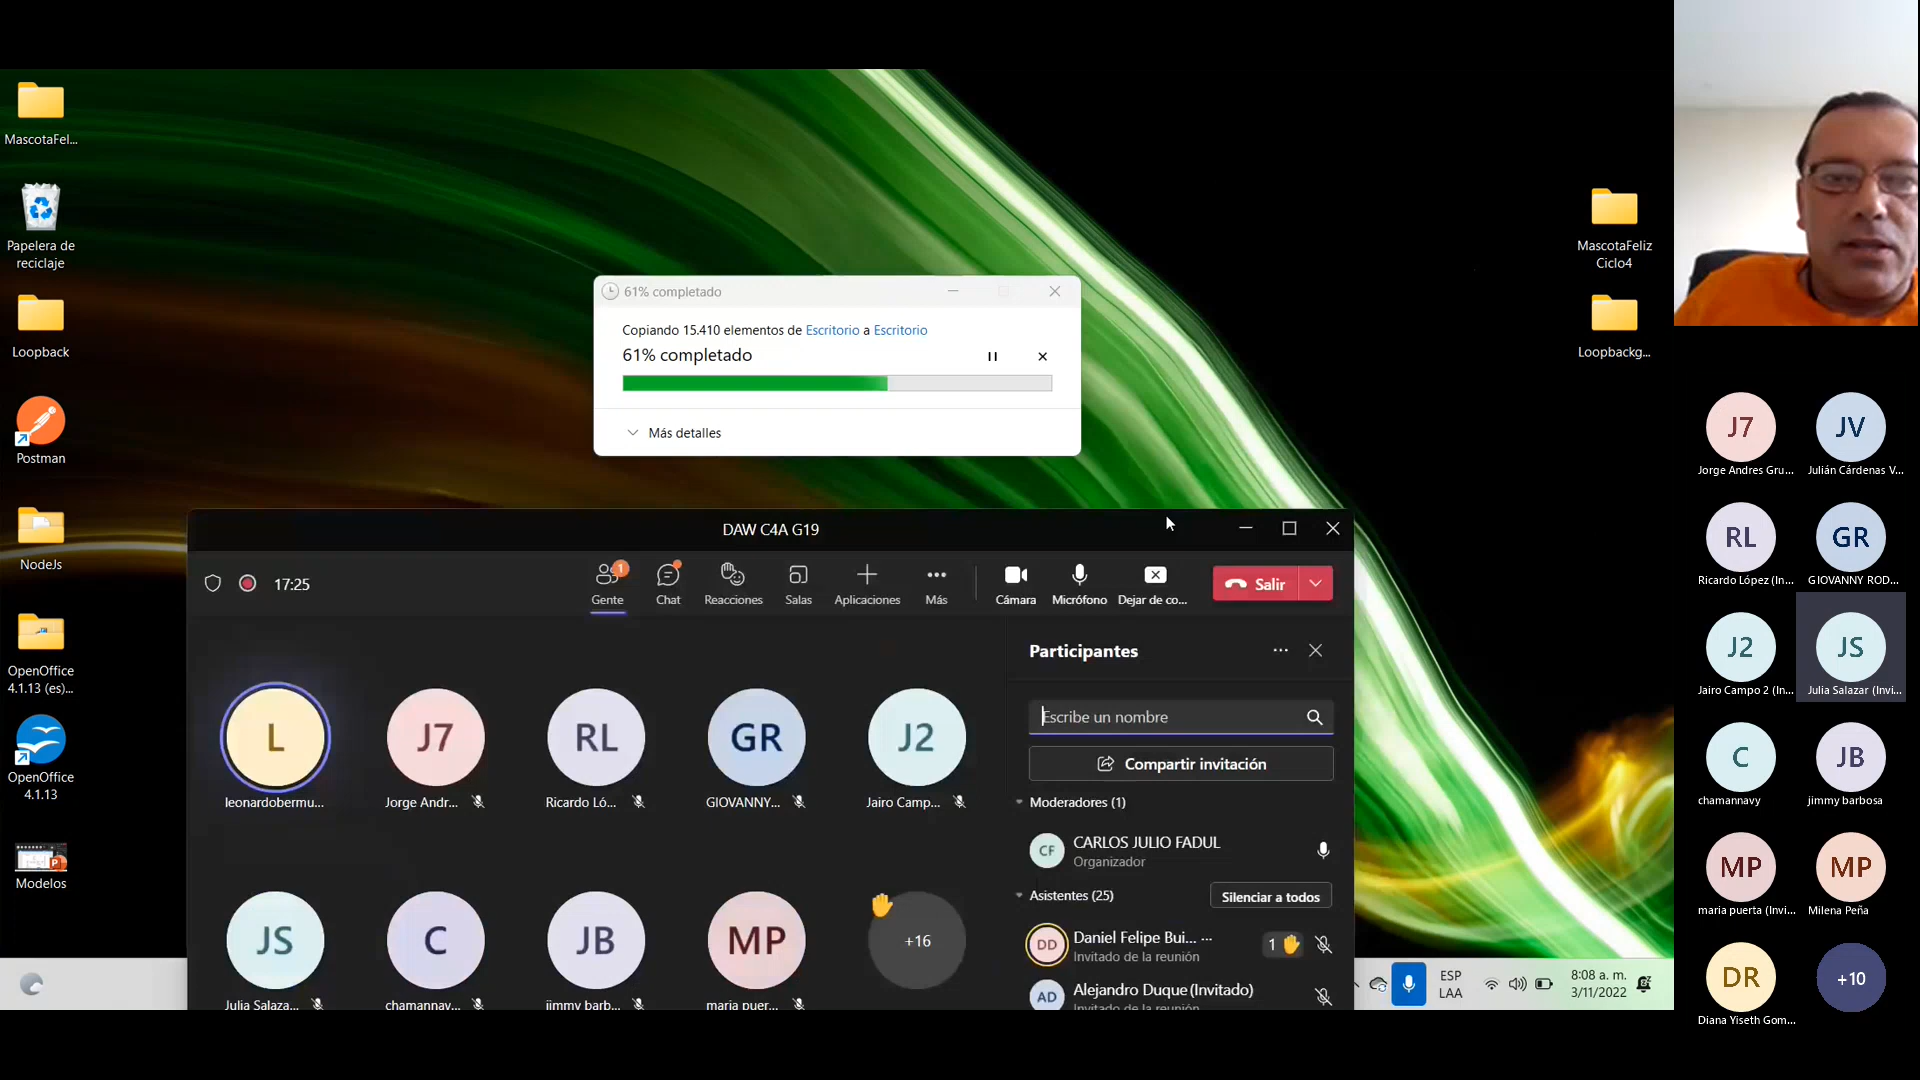 MascotaFel...
Papelera de
reciclaje
Loopback
Postman
NodeJs
OpenOffice
4.1.13 (es)...
OpenOffice
4.1.13
Modelos
MascotaFeliz
Ciclo4
Loopbackg...
61% completado
Copiando 15.410 elementos de Escritorio a Escritorio
61% completado
Más detalles
DAW C4A G19
17:25
1
Gente
Chat
Reacciones
Salas
Aplicaciones
Más
Cámara
Micrófono
Dejar de co...
Salir
L
leonardobermu...
J7
Jorge Andr...
RL
Ricardo Ló...
GR
GIOVANNY...
J2
Jairo Camp...
JS
Julia Salaza...
C
chamannav...
JB
jimmy barb...
MP
maria puer...
+16
Participantes
Escribe un nombre
Compartir invitación
Moderadores (1)
CF
CARLOS JULIO FADUL
Organizador
Asistentes (25)
Silenciar a todos
DD
Daniel Felipe Bui... ...
Invitado de la reunión
1
AD
Alejandro Duque (Invitado)
Invitado de la reunión
ESP
LAA
8:08 a. m.
3/11/2022
J7
Jorge Andres Gru...
JV
Julián Cárdenas V...
RL
Ricardo López (In...
GR
GIOVANNY ROD...
J2
Jairo Campo 2 (In...
JS
Julia Salazar (Invi...
C
chamannavy
JB
jimmy barbosa
MP
maria puerta (Invi...
MP
Milena Peña
DR
Diana Yiseth Gom...
+10